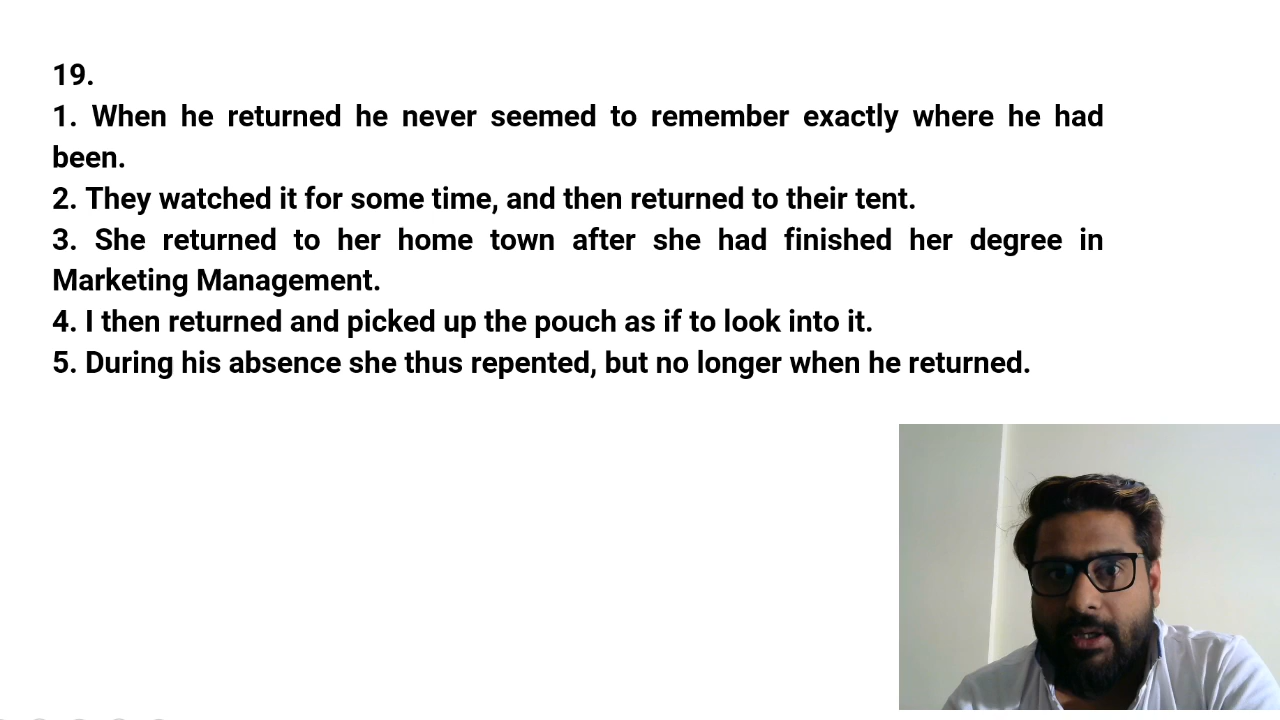 19.
1. When he returned he never seemed to remember exactly where he had
been.
2. They watched it for some time, and then returned to their tent.
3. She returned to her home town after she had finished her degree in
Marketing Management.
4. I then returned and picked up the pouch as if to look into it.
5. During his absence she thus repented, but no longer when he returned.